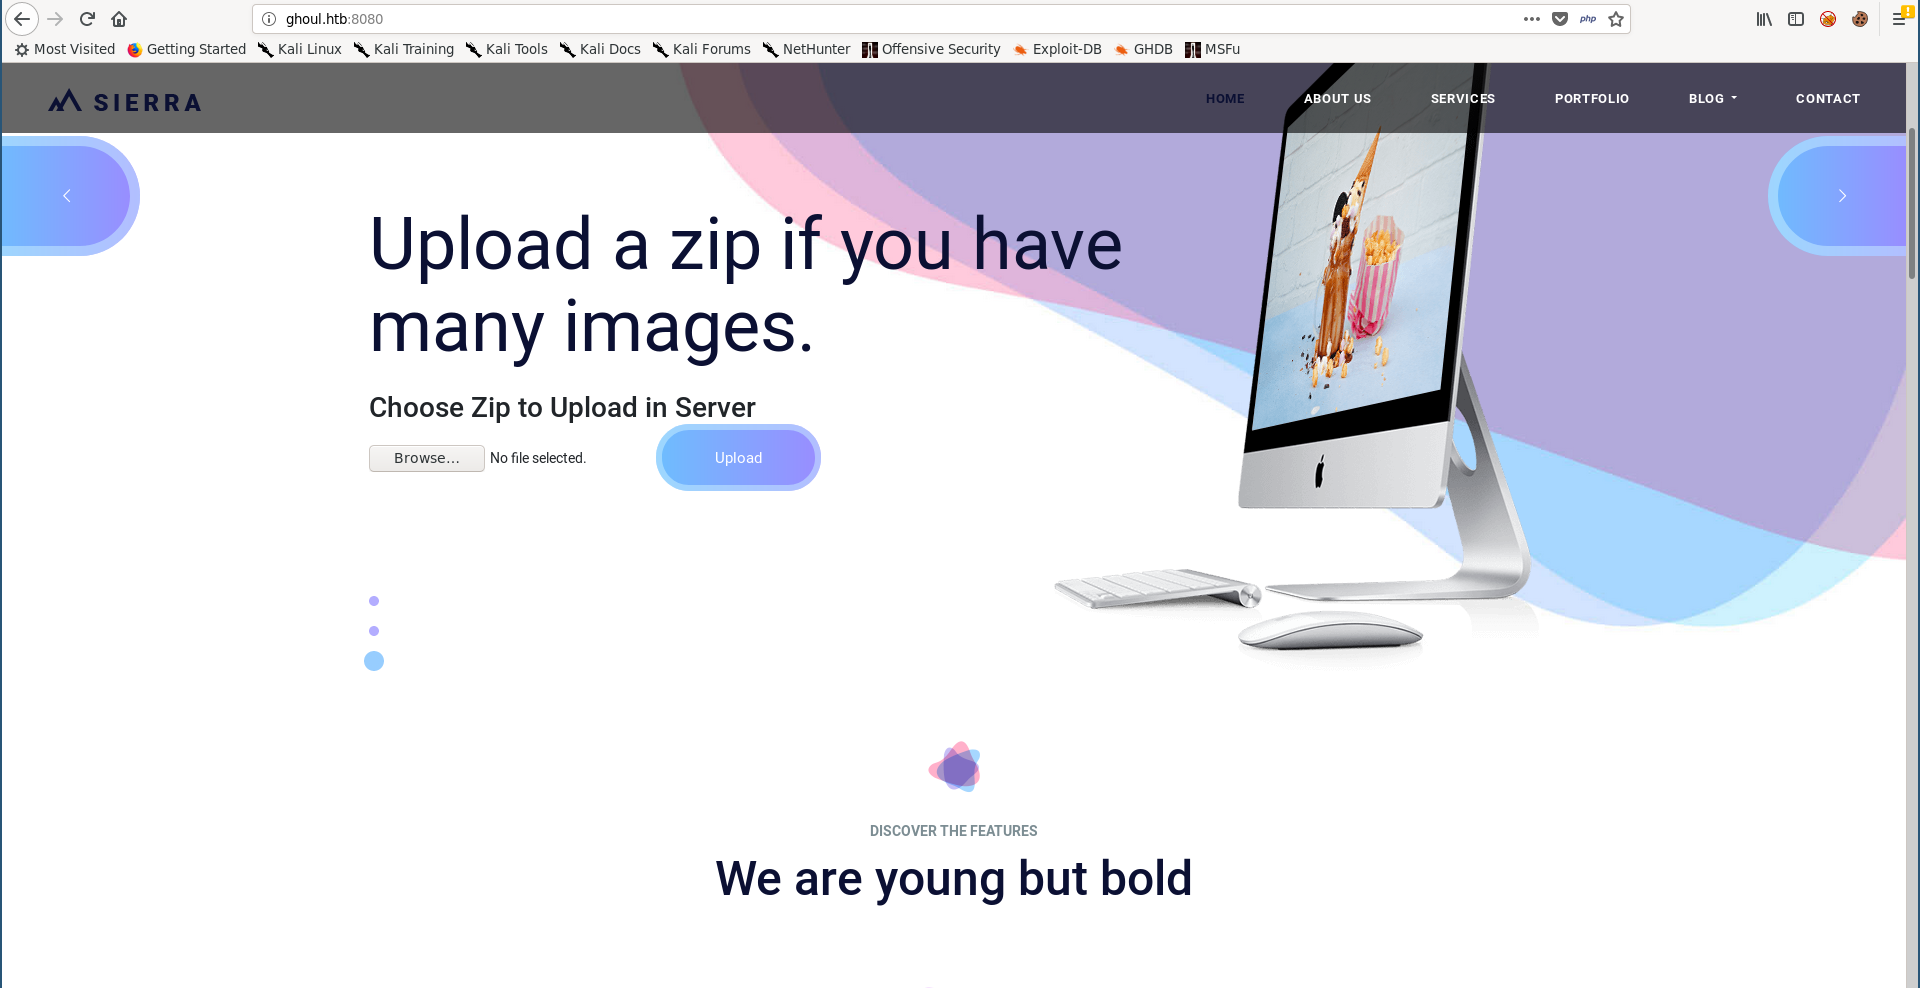 ghoul.htb:8080
php
Most Visited Getting Started Kali Linux Kali Training Kali Tools Kali Docs Kali Forums NetHunter Offensive Security Exploit-DB GHDB MSFu
SIERRA HOME ABOUT US SERVICES PORTFOLIO BLOG CONTACT
Upload a zip if you have
many images.
Choose Zip to Upload in Server
Browse... No file selected. Upload
DISCOVER THE FEATURES
We are young but bold